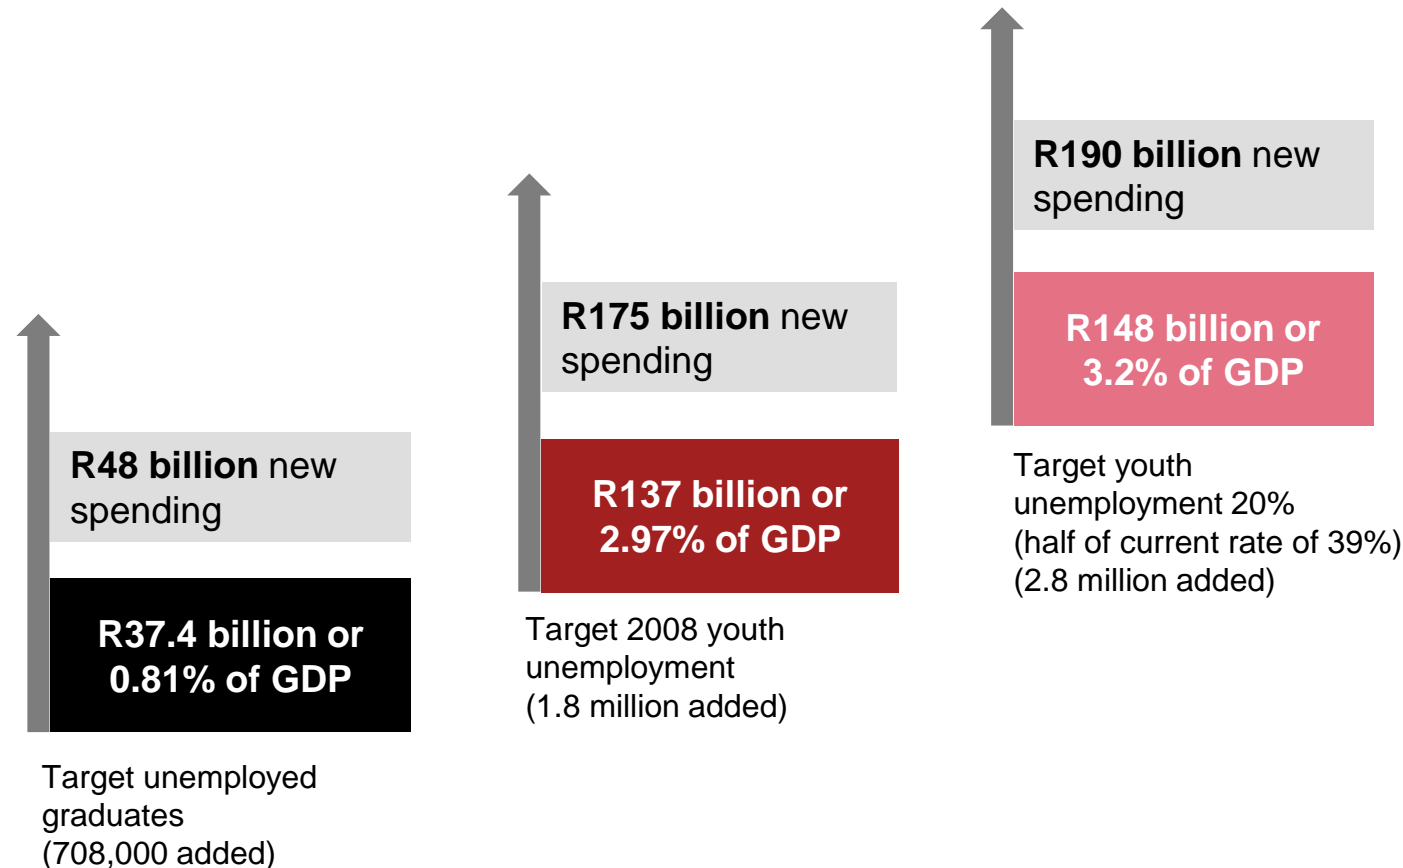 R48 billion new
spending
R37.4 billion or
0.81% of GDP
Target unemployed
graduates
(708,000 added)
R175 billion new
spending
R137 billion or
2.97% of GDP
Target 2008 youth
unemployment
(1.8 million added)
R190 billion new
spending
R148 billion or
3.2% of GDP
Target youth
unemployment 20%
(half of current rate of 39%)
(2.8 million added)